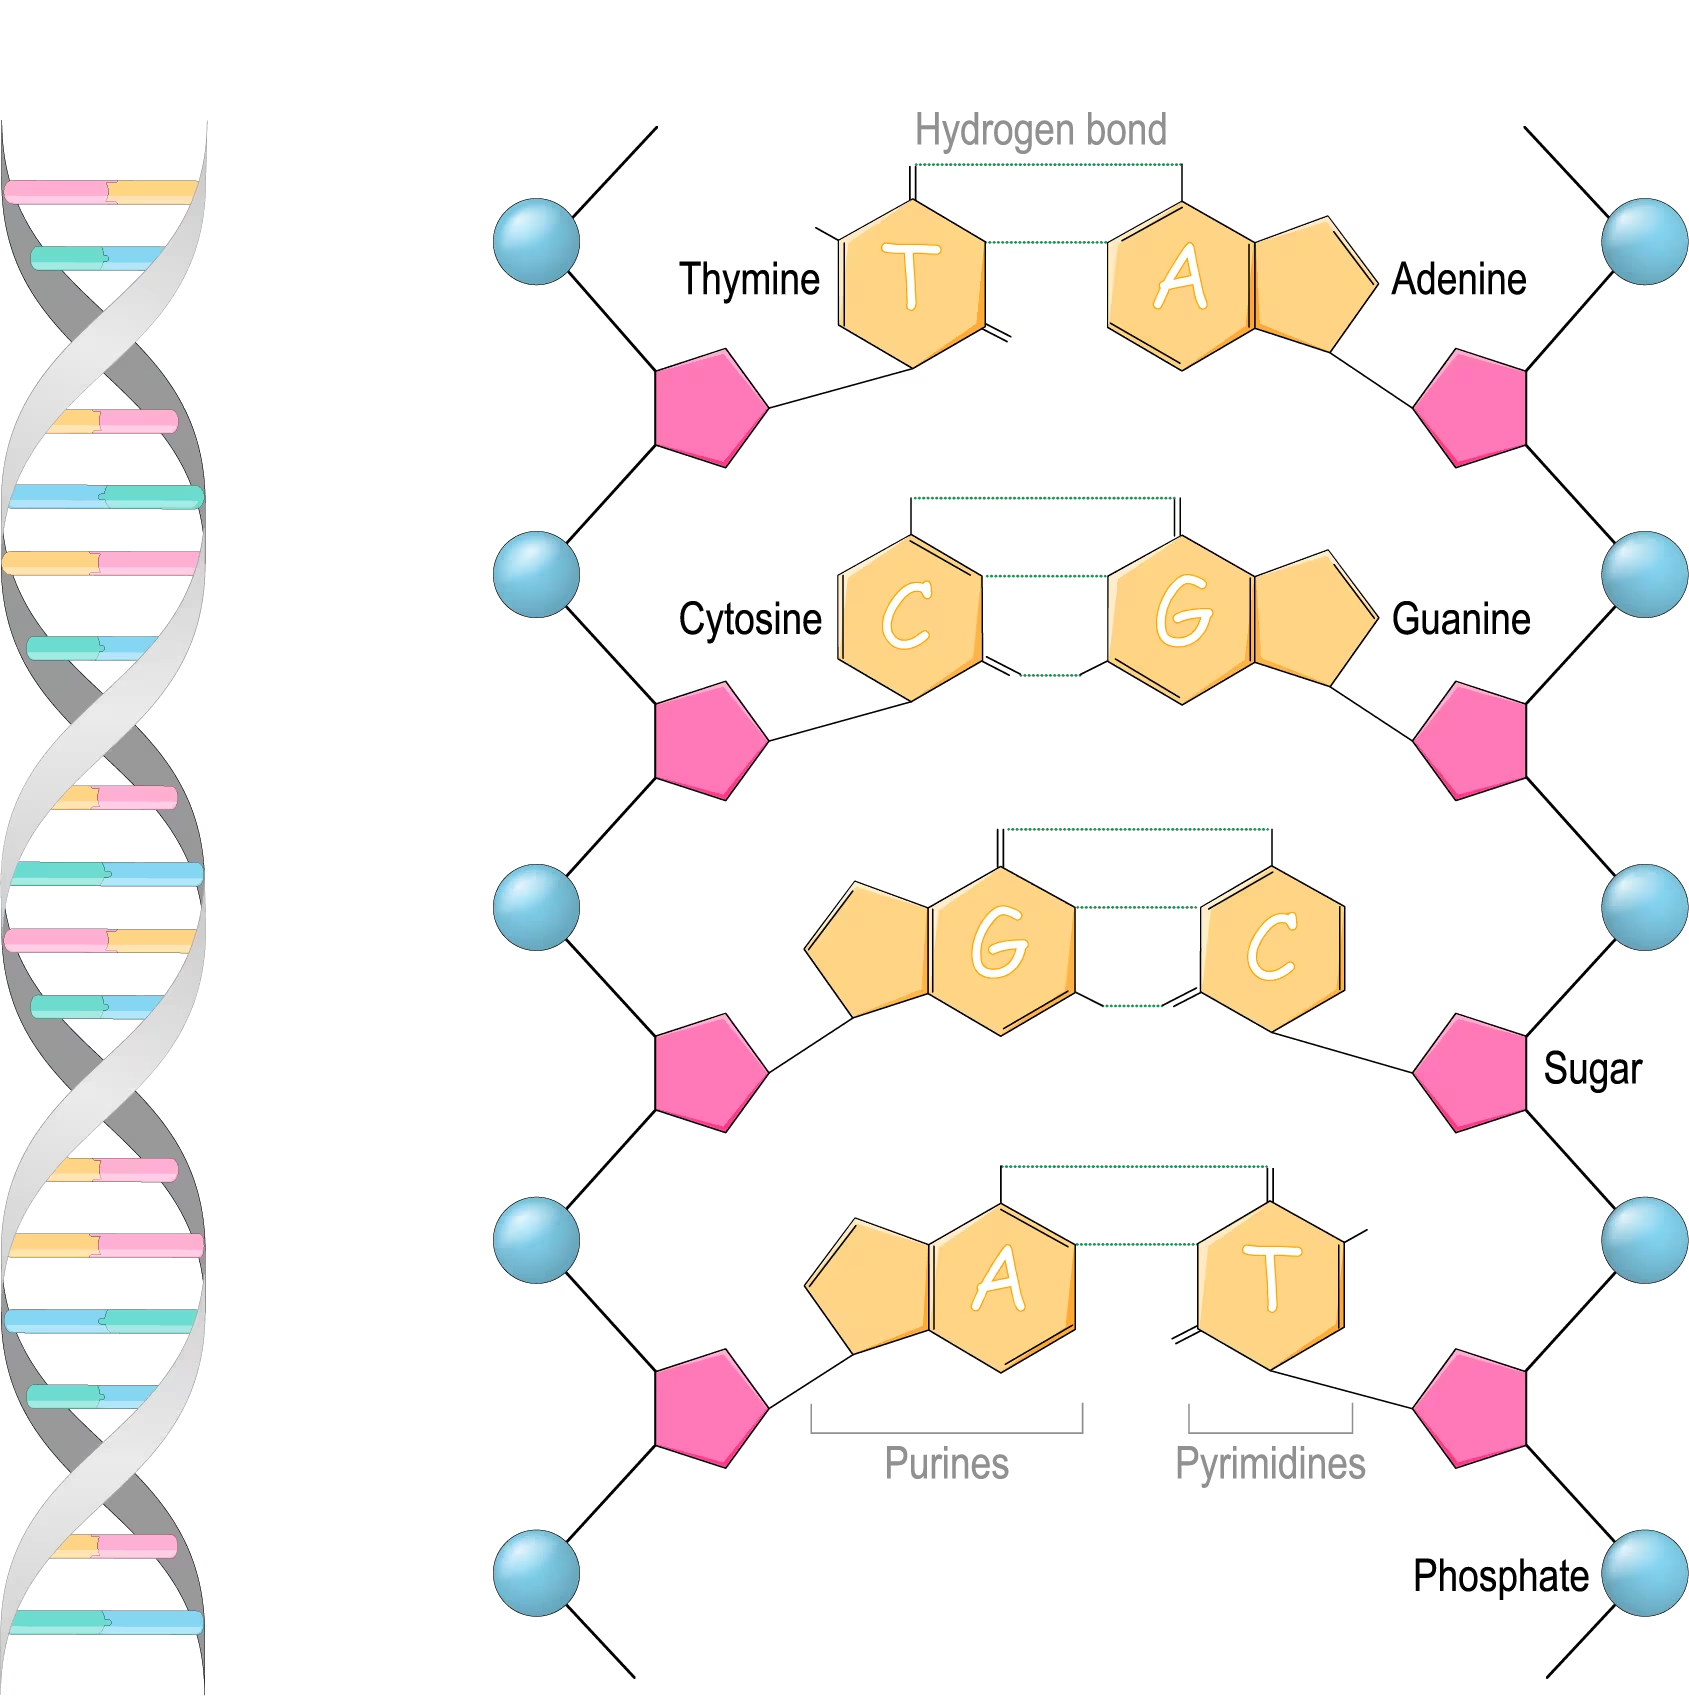 Hydrogen bond
Thymine
T
A
Adenine
Cytosine
C
G
Guanine
G
C
Sugar
A
T
Purines
Pyrimidines
Phosphate